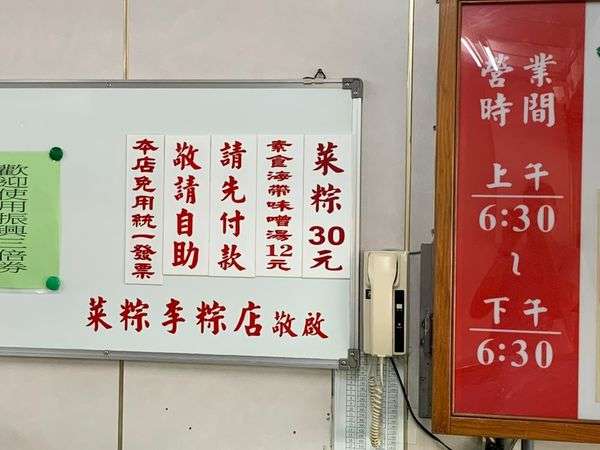 菜粽30元
素食海帶味噌湯12元
請先付款
敬請自助
本店免用統一發票
菜粽李粽店敬啟
歡迎使用振興三倍券
營業時間
上午
6:30
~
下午
6:30